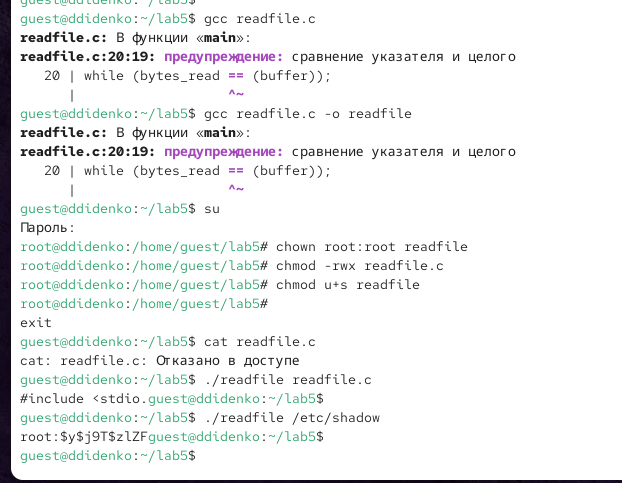 guest@ddidenko:~/lab5$
guest@ddidenko:~/lab5$ gcc readfile.c
readfile.c: В функции «main»:
readfile.c:20:19: предупреждение: сравнение указателя и целого
   20 | while (bytes_read == (buffer));
      |                   ^~
guest@ddidenko:~/lab5$ gcc readfile.c -o readfile
readfile.c: В функции «main»:
readfile.c:20:19: предупреждение: сравнение указателя и целого
   20 | while (bytes_read == (buffer));
      |                   ^~
guest@ddidenko:~/lab5$ su
Пароль:
root@ddidenko:/home/guest/lab5# chown root:root readfile
root@ddidenko:/home/guest/lab5# chmod -rwx readfile.c
root@ddidenko:/home/guest/lab5# chmod u+s readfile
root@ddidenko:/home/guest/lab5#
exit
guest@ddidenko:~/lab5$ cat readfile.c
cat: readfile.c: Отказано в доступе
guest@ddidenko:~/lab5$ ./readfile readfile.c
#include <stdio.guest@ddidenko:~/lab5$
guest@ddidenko:~/lab5$ ./readfile /etc/shadow
root:$y$j9T$zlZFguest@ddidenko:~/lab5$
guest@ddidenko:~/lab5$